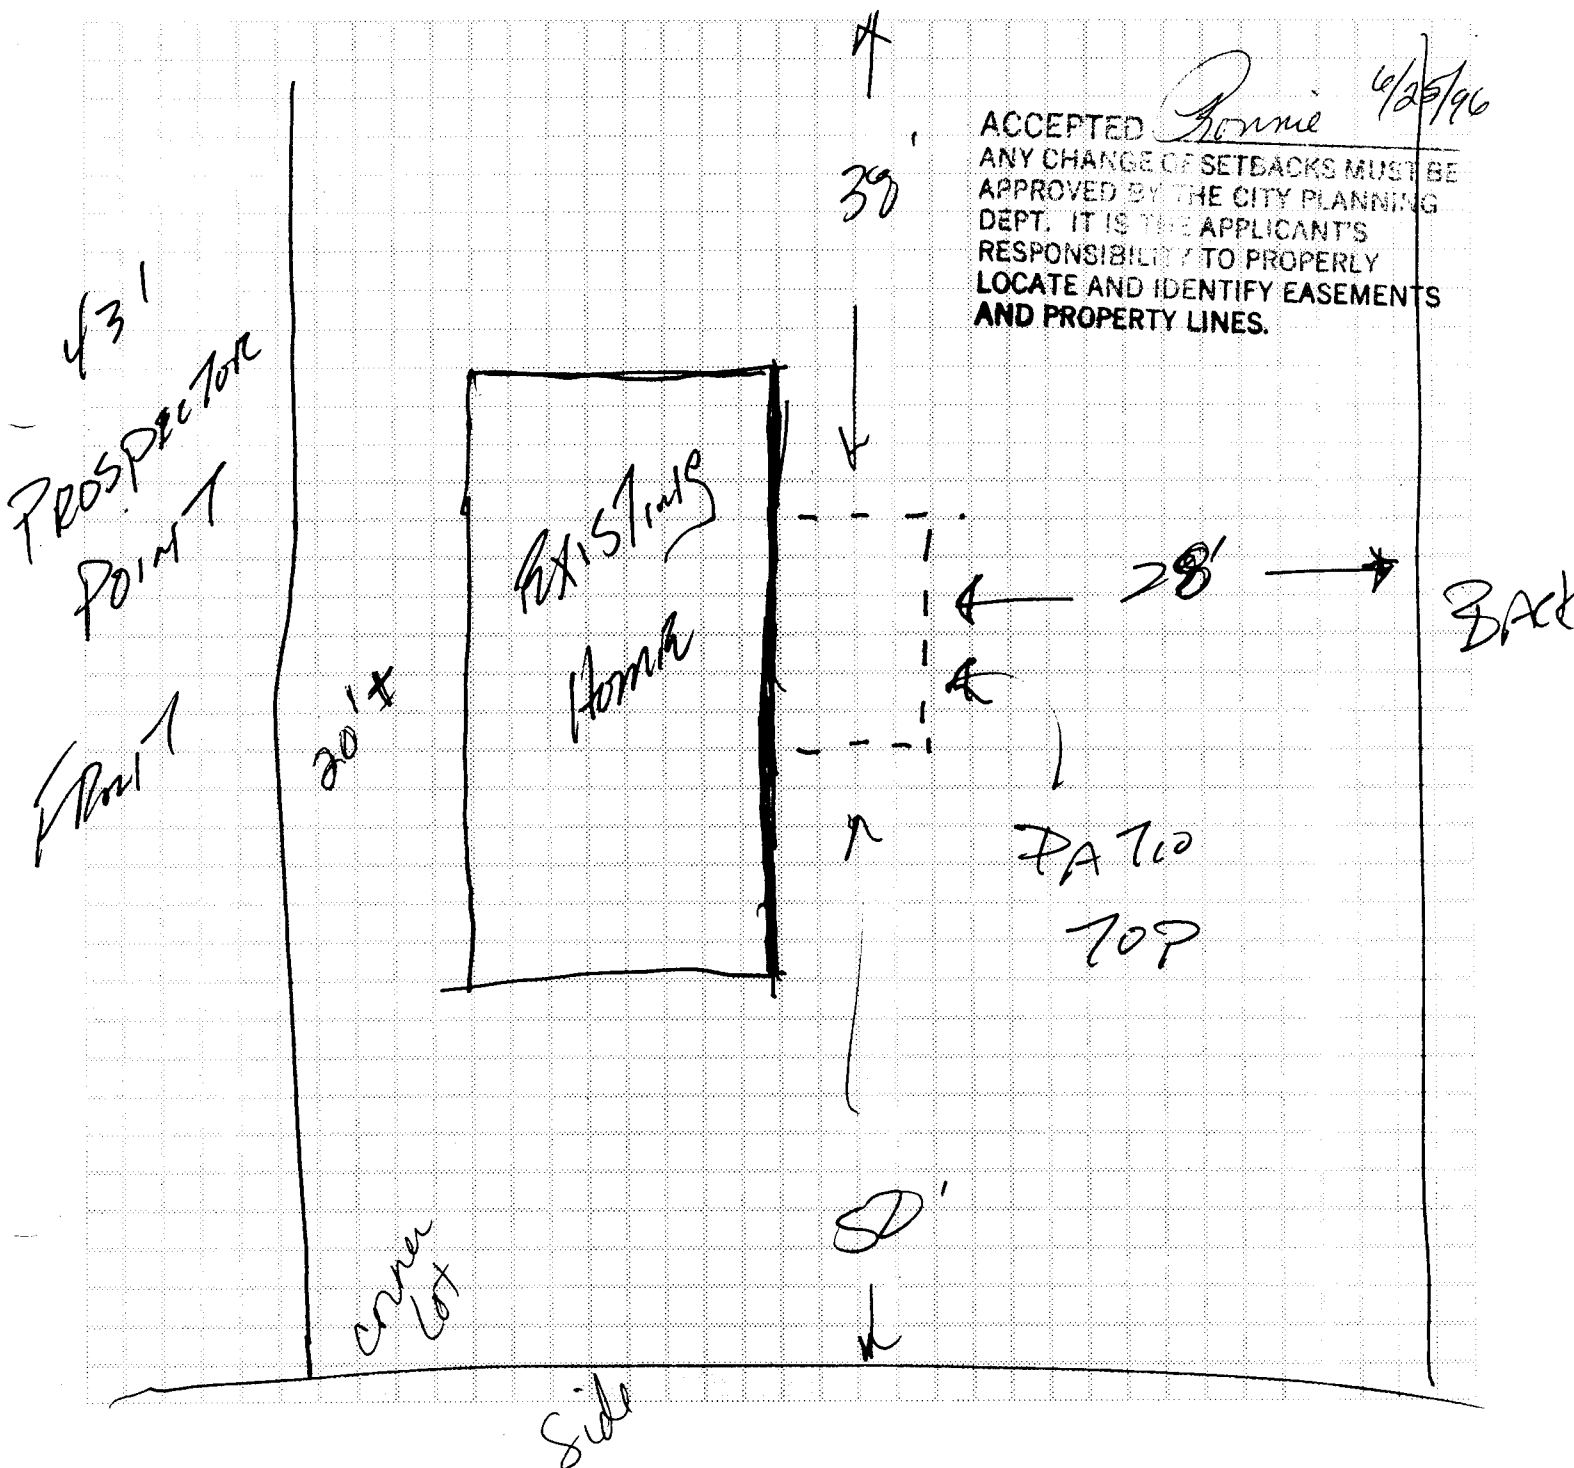 ACCEPTED Ronnie 6/25/96
ANY CHANGE OF SETBACKS MUST BE
APPROVED BY THE CITY PLANNING
DEPT. IT IS THE APPLICANT'S
RESPONSIBILITY TO PROPERLY
LOCATE AND IDENTIFY EASEMENTS
AND PROPERTY LINES.
38'
43'
PROSPECTOR
POINT
FRONT
20'±
EXISTING
HOME
28'
BACK
PATIO
TOP
50'
corner
lot
Side